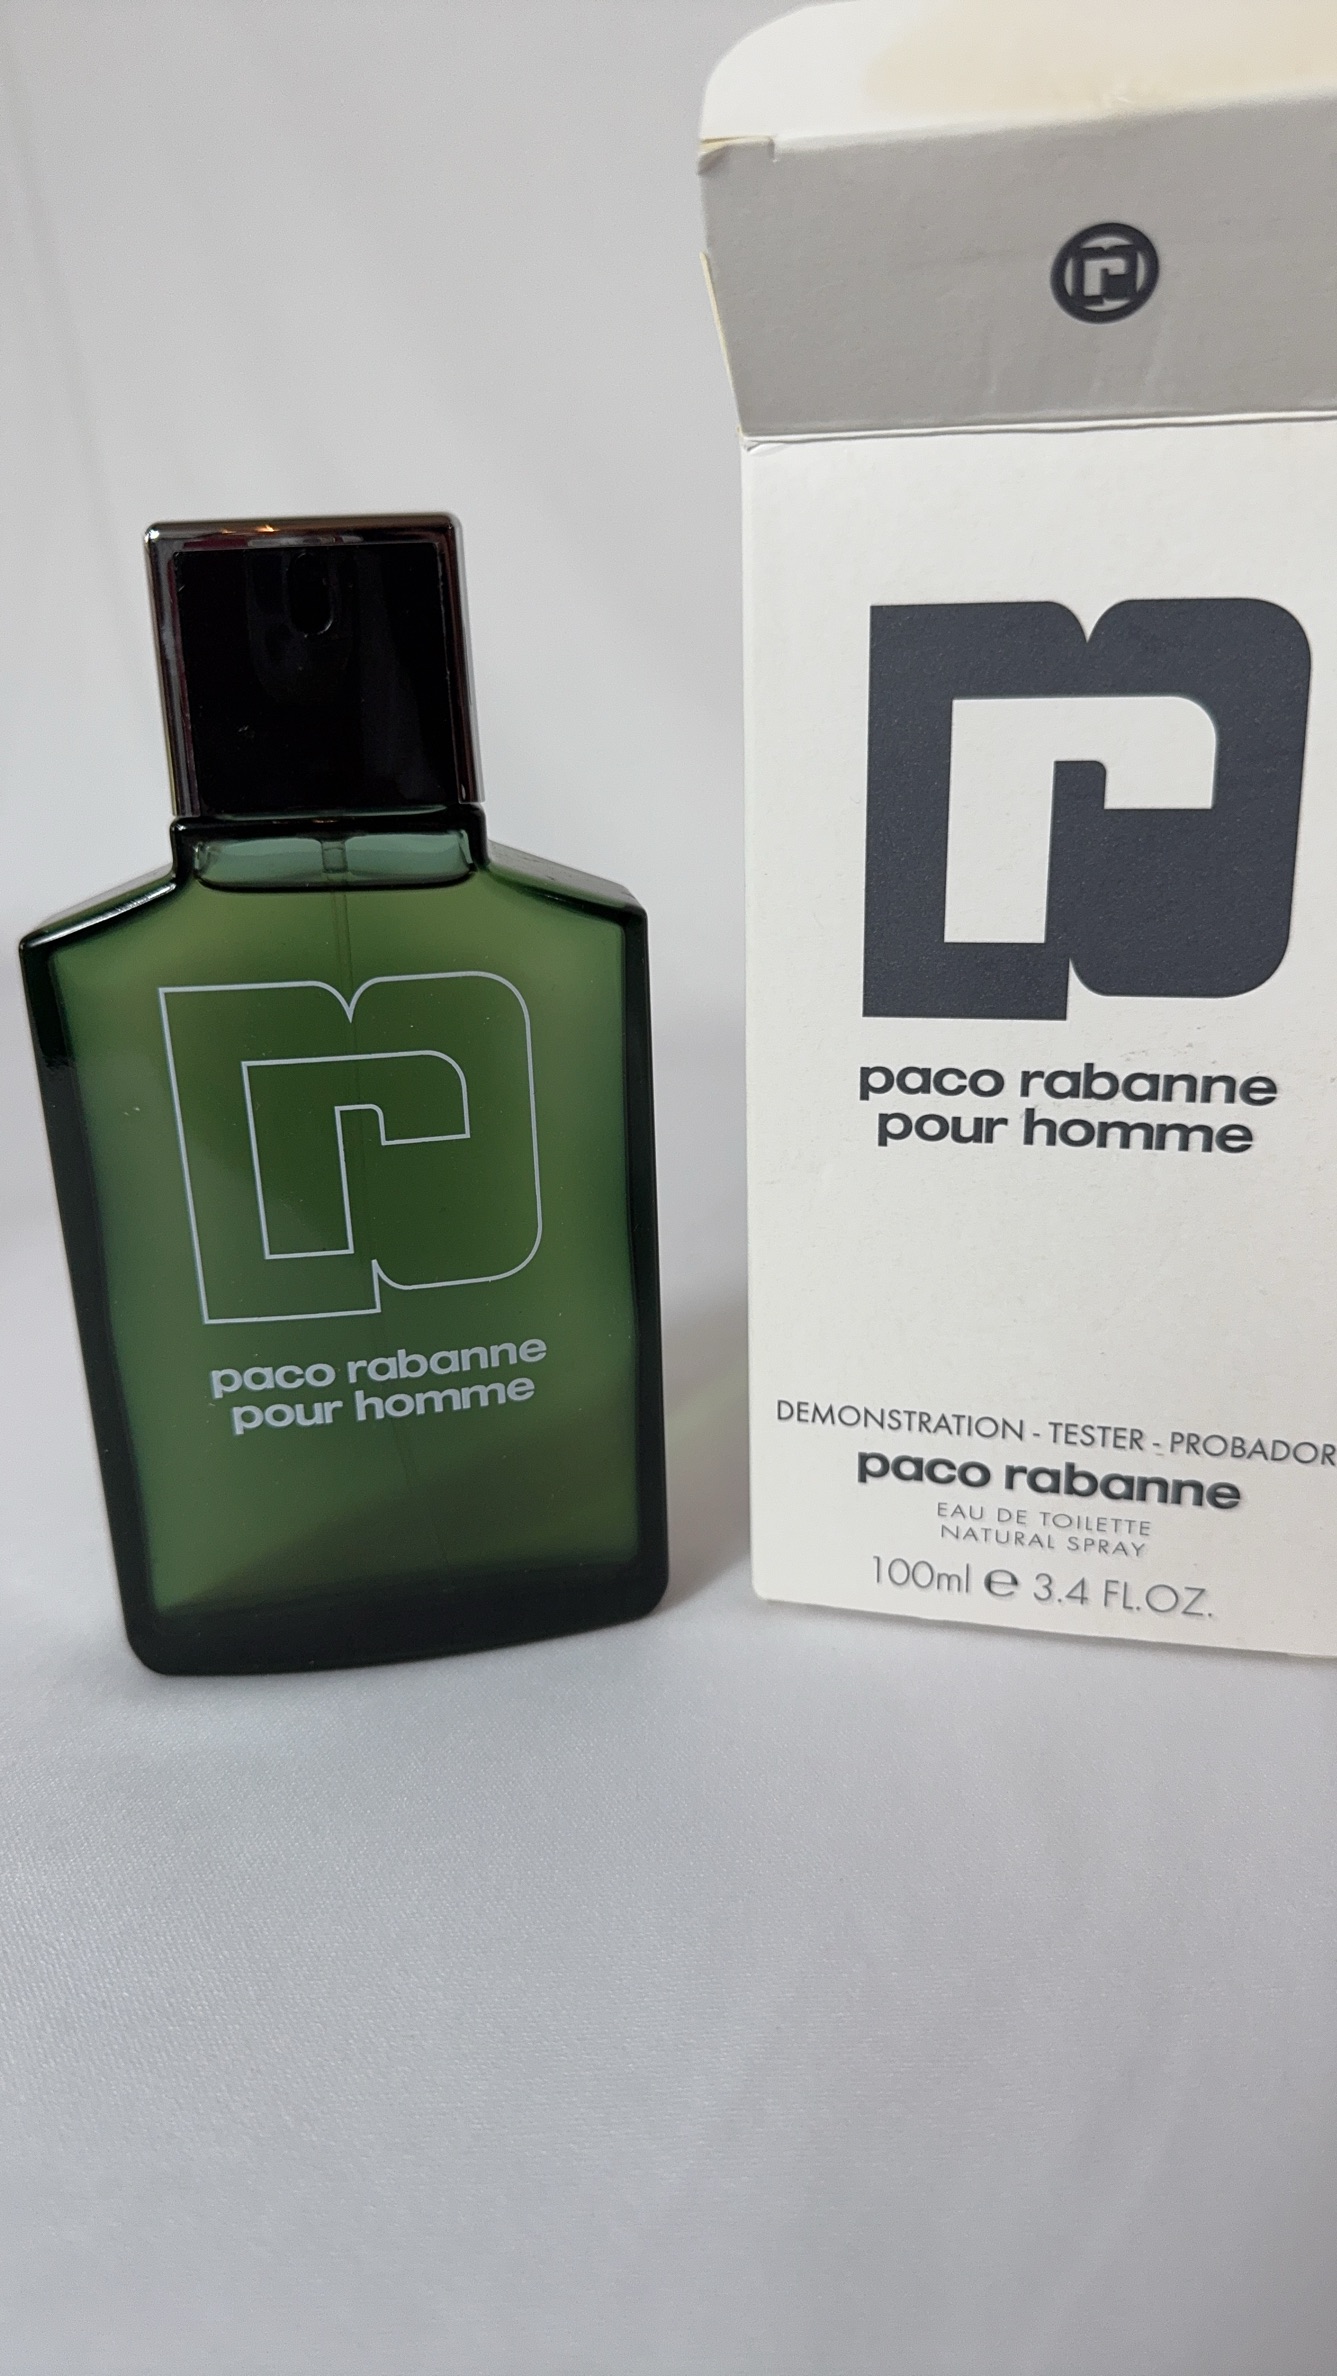 paco rabanne
pour homme
paco rabanne
pour homme
DEMONSTRATION - TESTER - PROBADOR
paco rabanne
EAU DE TOILETTE
NATURAL SPRAY
100ml e 3.4 FL.OZ.